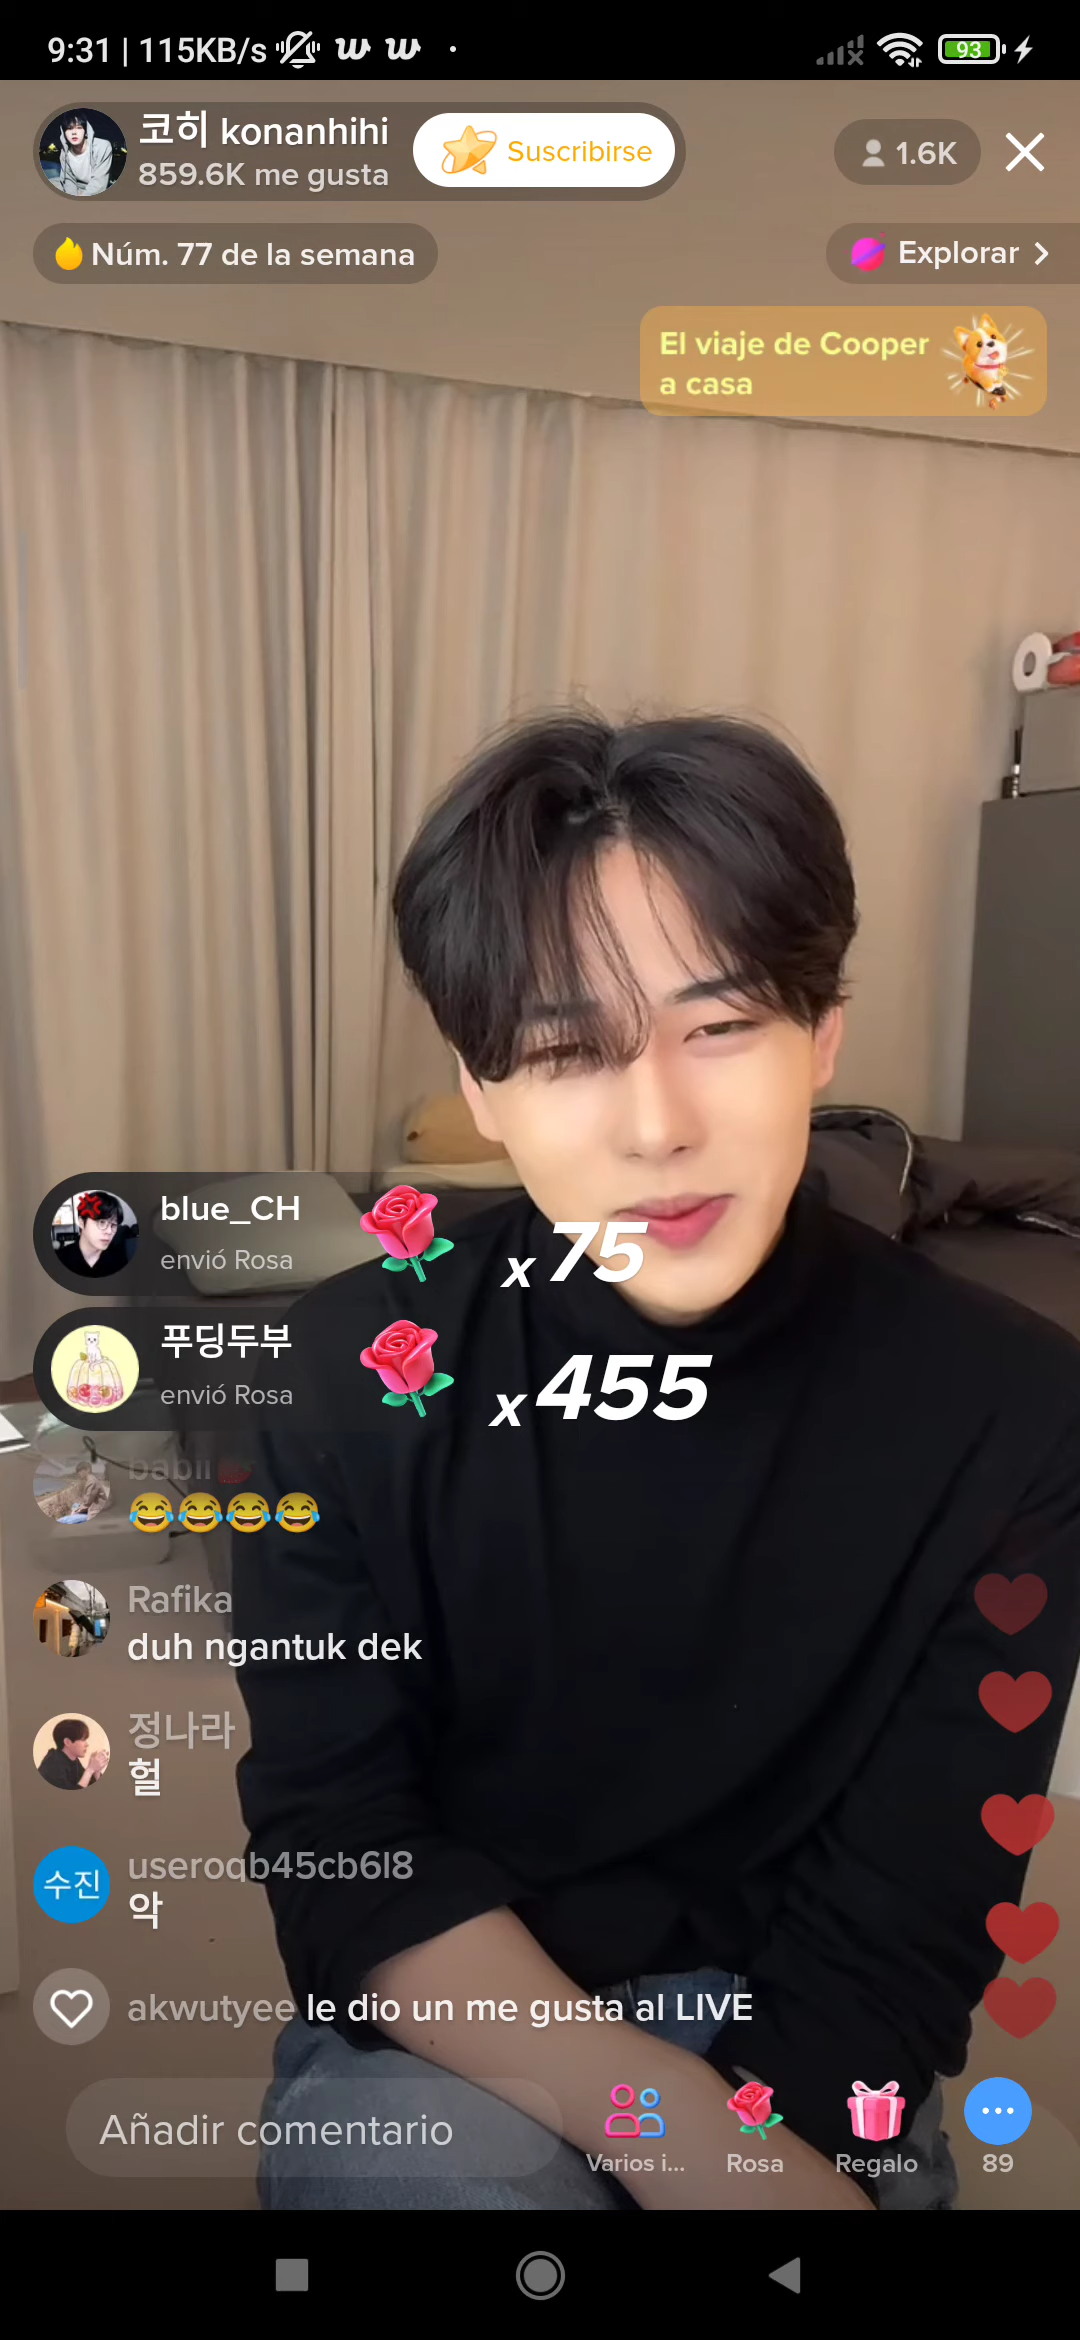 9:31 | 115KB/s
93
코히 konanhihi
859.6K me gusta
Suscribirse
1.6K
Núm. 77 de la semana
Explorar
El viaje de Cooper
a casa
blue_CH
envió Rosa
x 75
푸딩두부
envió Rosa
x 455
babii
Rafika
duh ngantuk dek
정나라
헐
수진
useroqb45cb6l8
악
akwutyee le dio un me gusta al LIVE
Añadir comentario
Varios i...
Rosa
Regalo
89